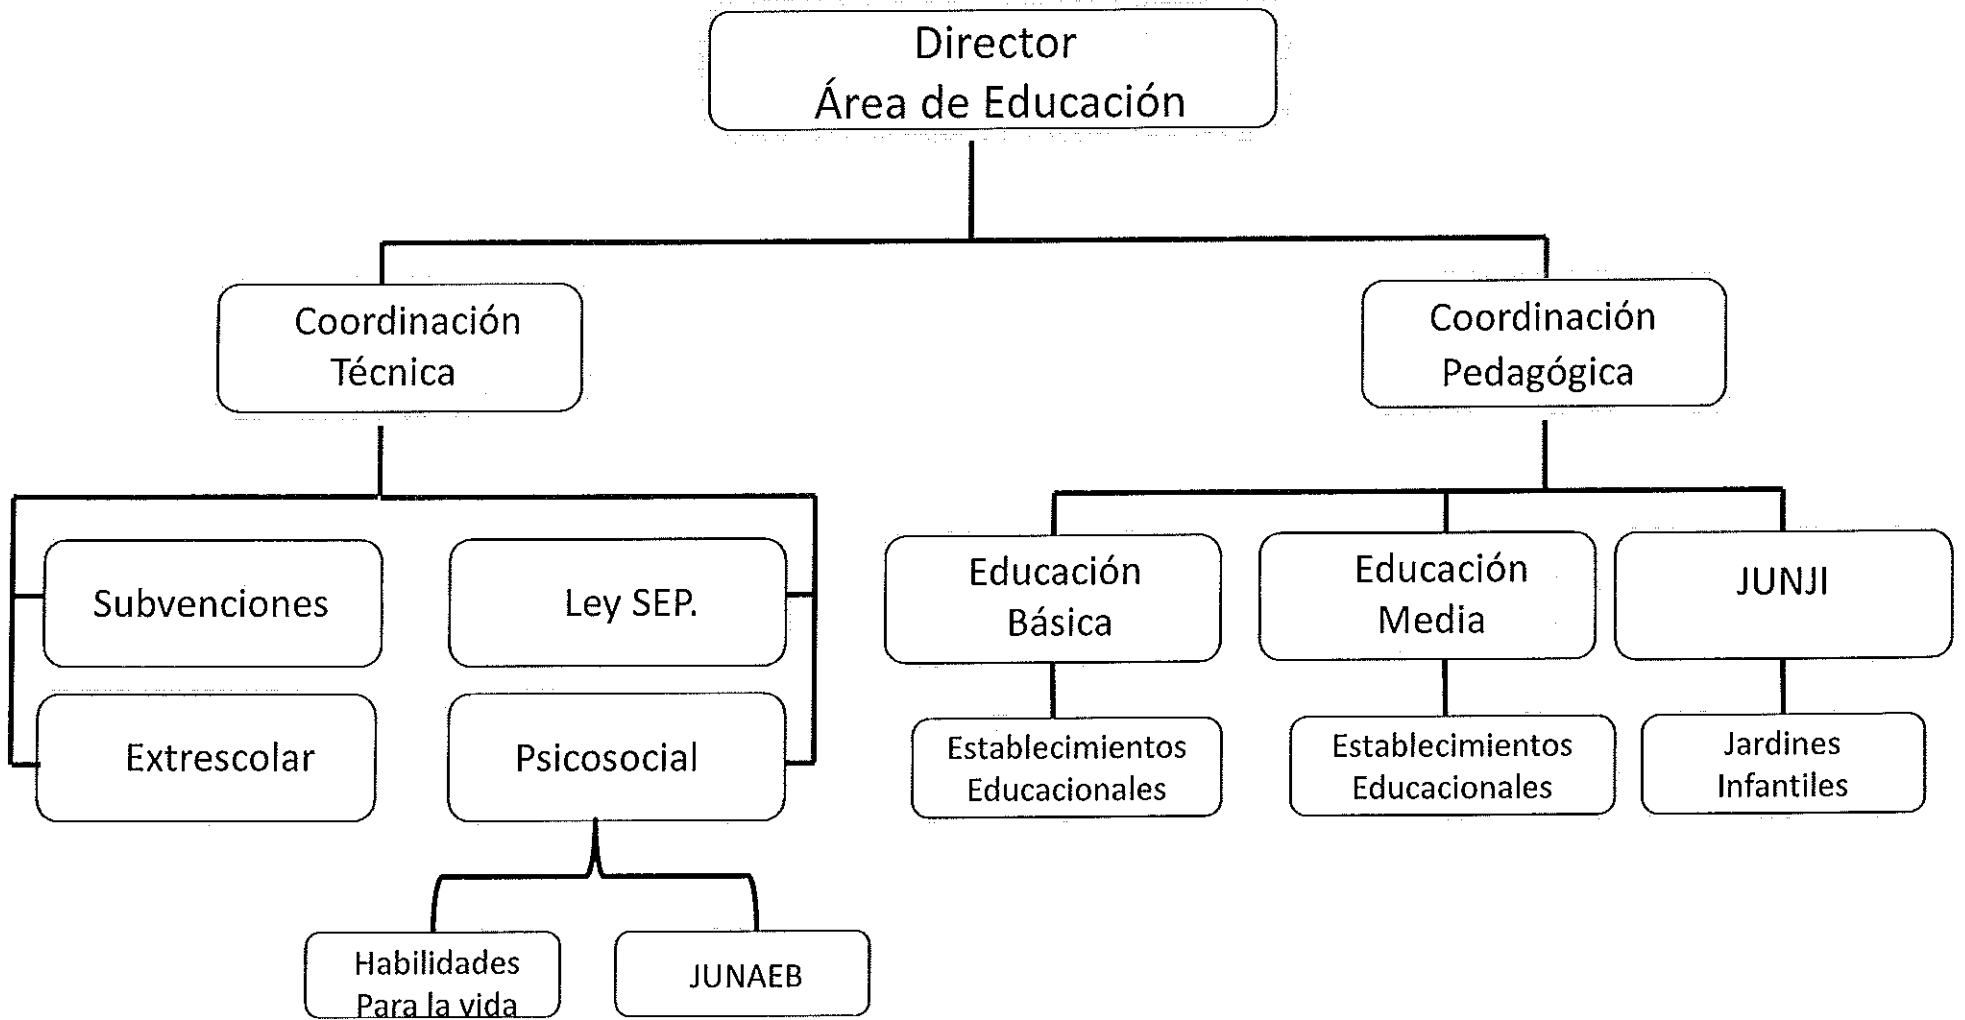 Director
Área de Educación
Coordinación
Técnica
Coordinación
Pedagógica
Subvenciones
Ley SEP.
Educación
Básica
Educación
Media
JUNJI
Extrescolar
Psicosocial
Establecimientos
Educacionales
Establecimientos
Educacionales
Jardines
Infantiles
Habilidades
Para la vida
JUNAEB